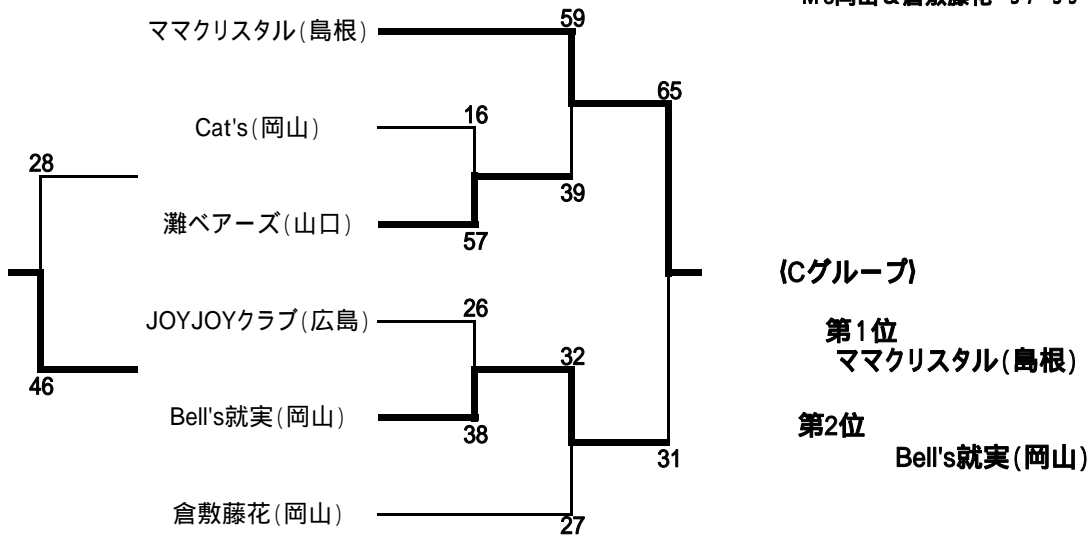 59
ママクリスタル(島根)
65
16
Cat's(岡山)
28
39
灘ベアーズ(山口)
57
《Cグループ》
26
JOYJOYクラブ(広島)
第1位
32
ママクリスタル(島根)
46
Bell's就実(岡山)
38
第2位
31
Bell's就実(岡山)
倉敷藤花(岡山)
27